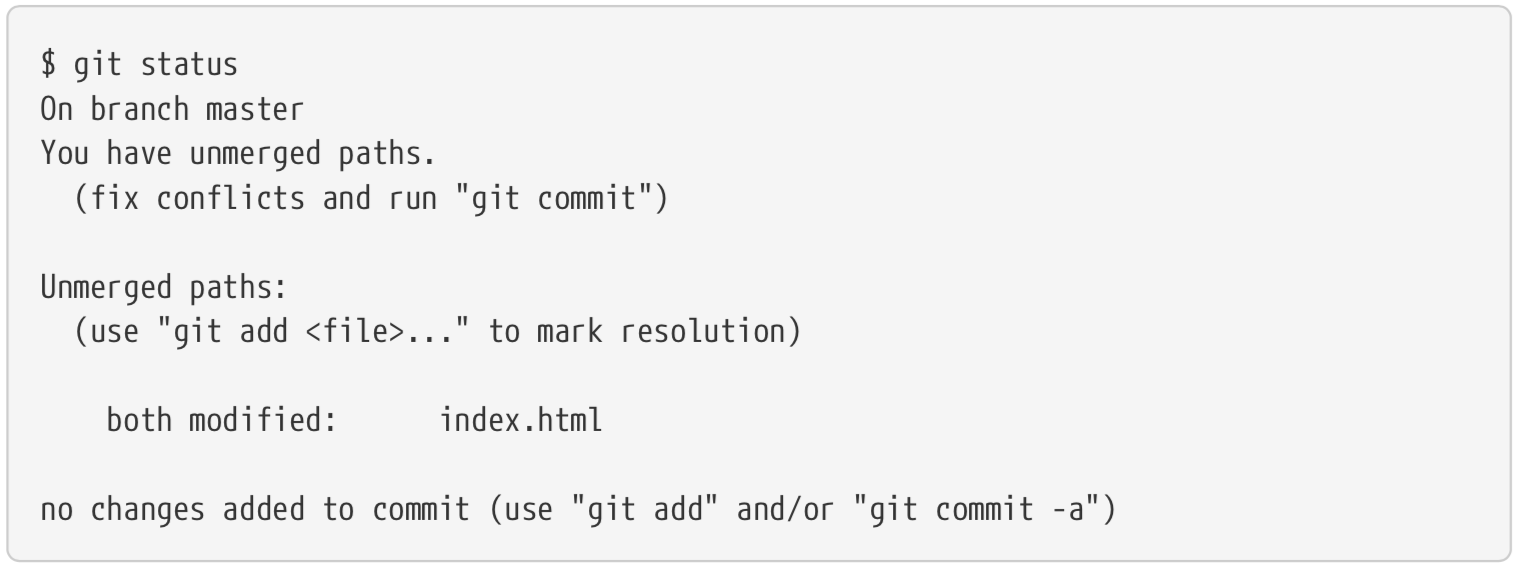 $ git status
On branch master
You have unmerged paths.
  (fix conflicts and run "git commit")

Unmerged paths:
  (use "git add <file>..." to mark resolution)

    both modified:      index.html

no changes added to commit (use "git add" and/or "git commit -a")